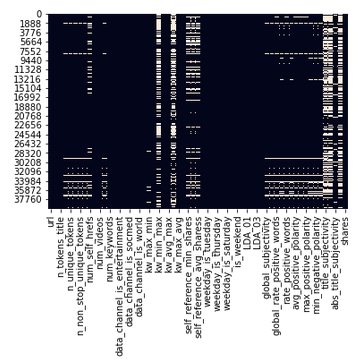 0
1888
3776
5664
7552
9440
11328
13216
15104
16992
18880
20768
22656
24544
26432
28320
30208
32096
33984
35872
37760
url
n_tokens_title
n_unique_tokens
n_non_stop_unique_tokens
num_self_hrefs
num_videos
num_keywords
data_channel_is_entertainment
data_channel_is_socmed
data_channel_is_world
kw_max_min
kw_min_max
kw_avg_max
kw_max_avg
self_reference_min_shares
self_reference_avg_sharess
weekday_is_tuesday
weekday_is_thursday
weekday_is_saturday
is_weekend
LDA_01
LDA_03
global_subjectivity
global_rate_positive_words
rate_positive_words
avg_positive_polarity
max_positive_polarity
min_negative_polarity
title_subjectivity
abs_title_subjectivity
shares